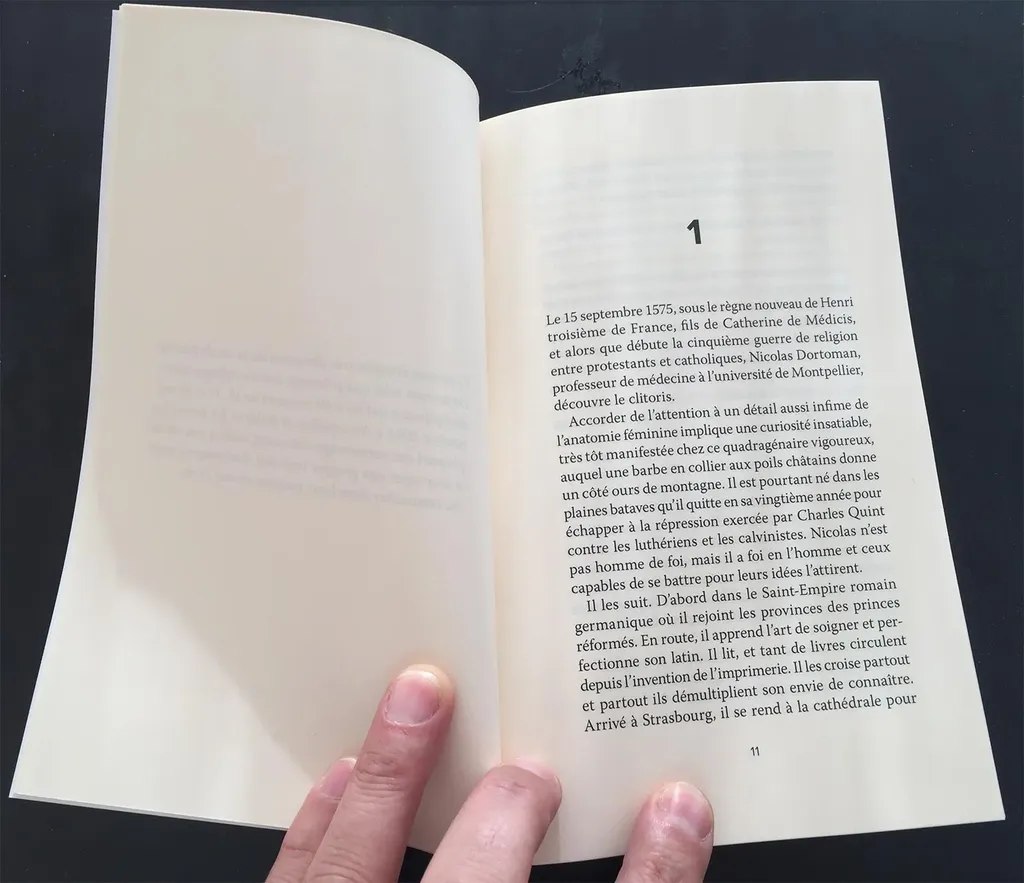 1
Le 15 septembre 1575, sous le règne nouveau de Henri
troisième de France, fils de Catherine de Médicis,
et alors que débute la cinquième guerre de religion
entre protestants et catholiques, Nicolas Dortoman,
professeur de médecine à l’université de Montpellier,
découvre le clitoris.
Accorder de l’attention à un détail aussi infime de
l’anatomie féminine implique une curiosité insatiable,
très tôt manifestée chez ce quadragénaire vigoureux,
auquel une barbe en collier aux poils châtains donne
un côté ours de montagne. Il est pourtant né dans les
plaines bataves qu’il quitte en sa vingtième année pour
échapper à la répression exercée par Charles Quint
contre les luthériens et les calvinistes. Nicolas n’est
pas homme de foi, mais il a foi en l’homme et ceux
capables de se battre pour leurs idées l’attirent.
Il les suit. D’abord dans le Saint-Empire romain
germanique où il rejoint les provinces des princes
réformés. En route, il apprend l’art de soigner et per-
fectionne son latin. Il lit, et tant de livres circulent
depuis l’invention de l’imprimerie. Il les croise partout
et partout ils démultiplient son envie de connaître.
Arrivé à Strasbourg, il se rend à la cathédrale pour
11